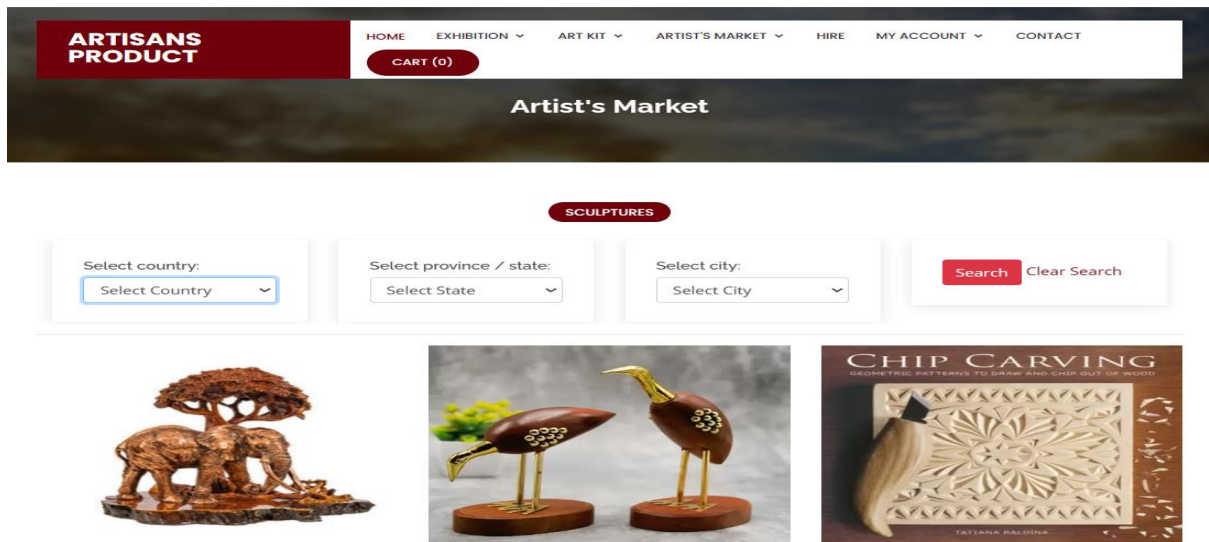 ARTISANS
PRODUCT
HOME EXHIBITION ART KIT ARTIST'S MARKET HIRE MY ACCOUNT CONTACT
CART (0)
Artist's Market
SCULPTURES
Select country: Select province / state: Select city:
Select Country Select State Select City Search Clear Search
CHIP CARVING
GEOMETRIC PATTERNS TO DRAW AND CHIP OUT OF WOOD
TATIANA BALDINA